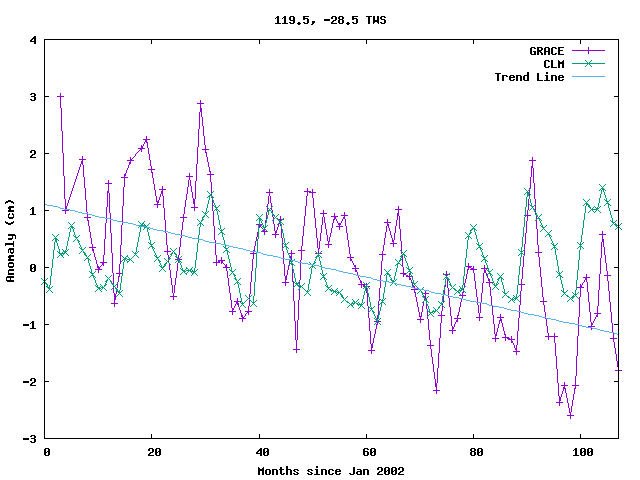 119.5, -28.5 TWS
GRACE
CLM
Trend Line
4
3
2
1
0
-1
-2
-3
Anomaly (cm)
0 20 40 60 80 100
Months since Jan 2002